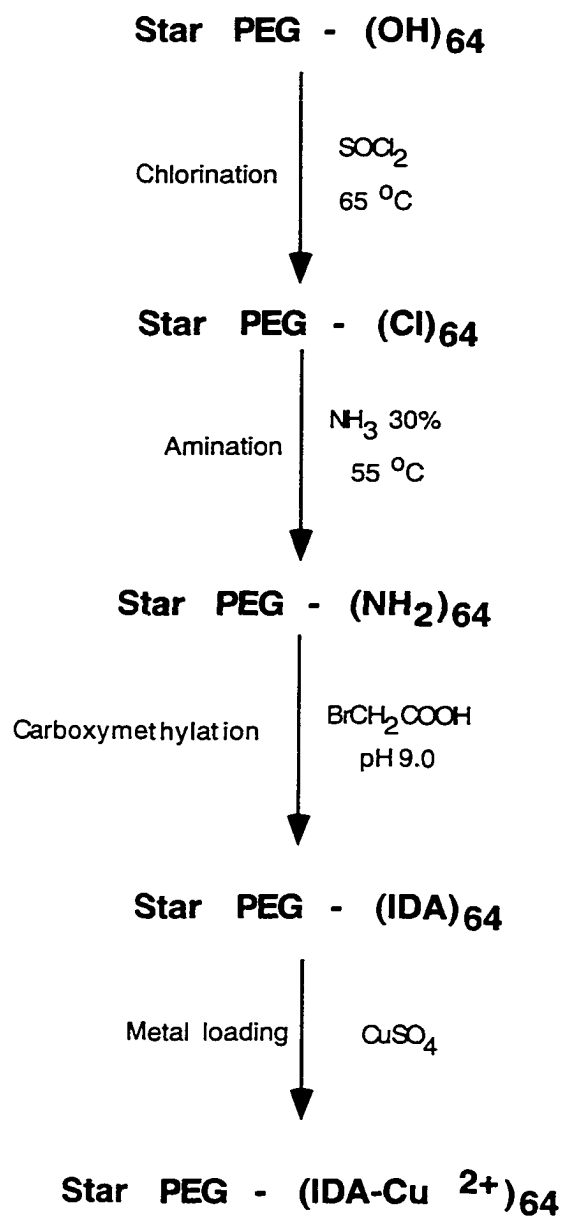 Star PEG - (OH)64
Chlorination
SOCl2
65 °C
Star PEG - (Cl)64
Amination
NH3 30%
55 °C
Star PEG - (NH2)64
Carboxymethylation
BrCH2COOH
pH 9.0
Star PEG - (IDA)64
Metal loading
CuSO4
Star PEG - (IDA-Cu 2+)64